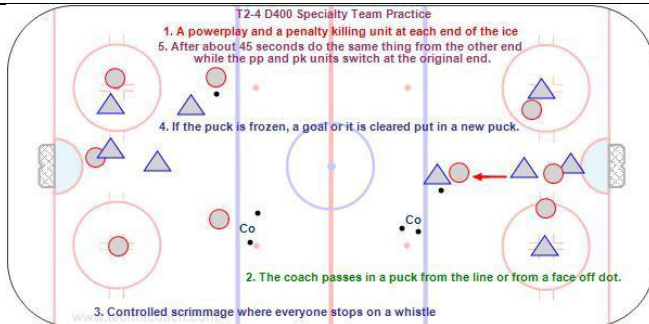 T2-4 D400 Specialty Team Practice
1. A powerplay and a penalty killing unit at each end of the ice
5. After about 45 seconds do the same thing from the other end
while the pp and pk units switch at the original end.
4. If the puck is frozen, a goal or it is cleared put in a new puck.
Co
Co
2. The coach passes in a puck from the line or from a face off dot.
3. Controlled scrimmage where everyone stops on a whistle